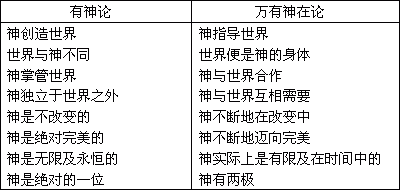 有神论 万有神在论
神创造世界 神指导世界
世界与神不同 世界便是神的身体
神掌管世界 神与世界合作
神独立于世界之外 神与世界互相需要
神是不改变的 神不断地在改变中
神是绝对完美的 神不断地迈向完美
神是无限及永恒的 神实际上是有限及在时间中的
神是绝对的一位 神有两极